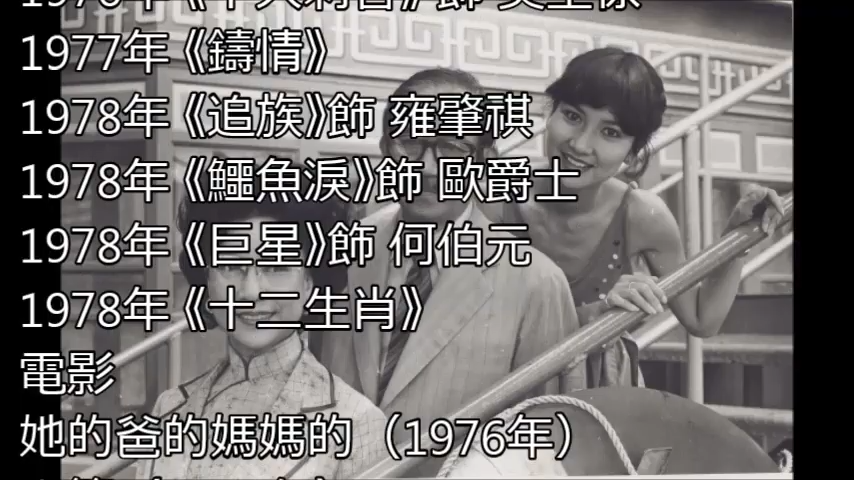 1977年《鑄情》
1978年《追族》飾 雍肇祺
1978年《鱷魚淚》飾 歐爵士
1978年《巨星》飾 何伯元
1978年《十二生肖》
電影
她的爸的媽媽的（1976年）